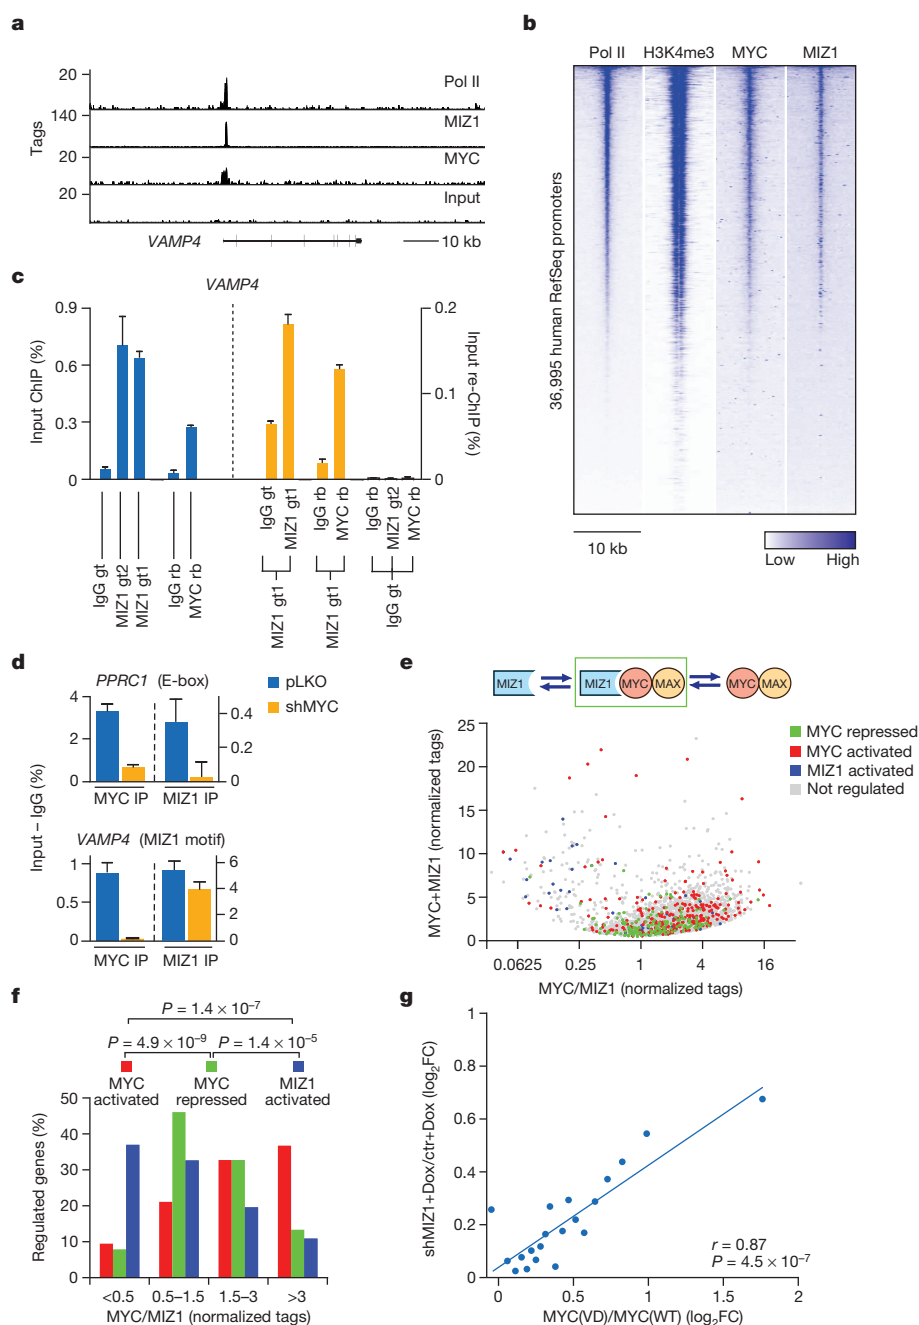 a
20
Pol II
140
MIZ1
Tags
20
MYC
20
Input
VAMP4
10 kb
b
Pol II H3K4me3 MYC MIZ1
36,995 human RefSeq promoters
10 kb
Low High
c
VAMP4
0.9
0.6
0.3
0
Input ChIP (%)
0.2
0.1
0
Input re-ChIP (%)
IgG gt
MIZ1 gt2
MIZ1 gt1
IgG rb
MYC rb
IgG gt
MIZ1 gt1
IgG rb
MYC rb
IgG rb
MIZ1 gt2
MYC rb
MIZ1 gt1
MIZ1 gt1
IgG gt
d
PPRC1 (E-box)
pLKO
shMYC
4
2
0
0.4
0.2
0
MYC IP MIZ1 IP
Input – IgG (%)
VAMP4 (MIZ1 motif)
1
0.5
0
6
4
2
0
MYC IP MIZ1 IP
e
MIZ1 MIZ1 MYC MAX MYC MAX
MYC repressed
MYC activated
MIZ1 activated
Not regulated
25
20
15
10
5
0
MYC+MIZ1 (normalized tags)
0.0625 0.25 1 4 16
MYC/MIZ1 (normalized tags)
f
P = 1.4 × 10⁻⁷
P = 4.9 × 10⁻⁹ P = 1.4 × 10⁻⁵
MYC activated
MYC repressed
MIZ1 activated
50
40
30
20
10
0
Regulated genes (%)
<0.5 0.5–1.5 1.5–3 >3
MYC/MIZ1 (normalized tags)
g
1
0.8
0.6
0.4
0.2
0
shMIZ1+Dox/ctr+Dox (log₂FC)
r = 0.87
P = 4.5 × 10⁻⁷
0 0.5 1 1.5 2
MYC(VD)/MYC(WT) (log₂FC)